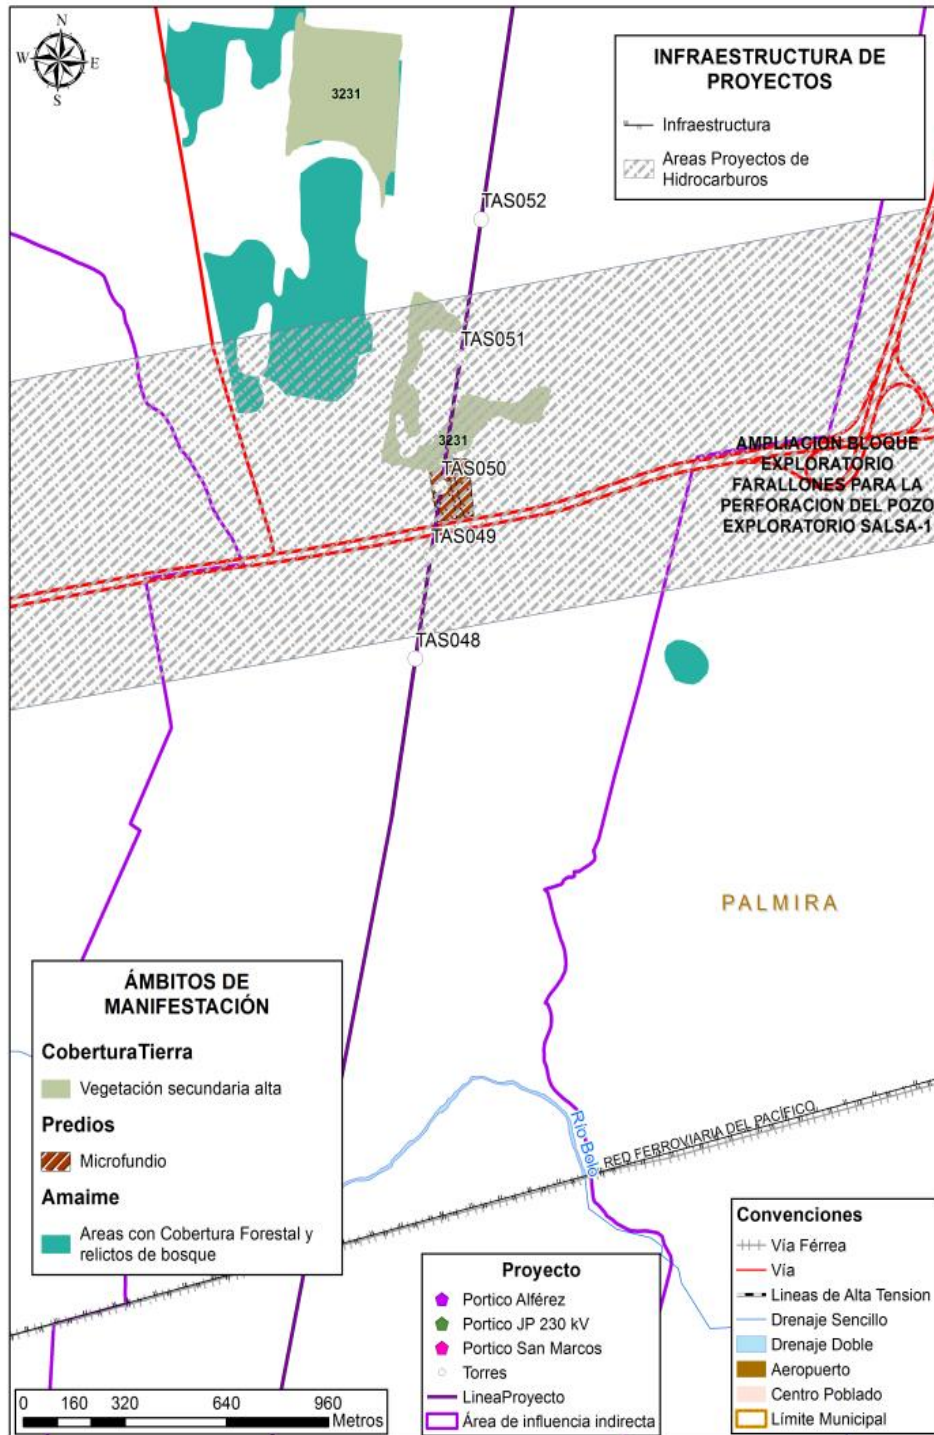 N
W
E
S
INFRAESTRUCTURA DE
PROYECTOS
Infraestructura
Areas Proyectos de
Hidrocarburos
3231
TAS052
TAS051
3231
TAS050
TAS049
TAS048
AMPLIACION BLOQUE
EXPLORATORIO
FARALLONES PARA LA
PERFORACION DEL POZO
EXPLORATORIO SALSA-1
PALMIRA
ÁMBITOS DE
MANIFESTACIÓN
CoberturaTierra
Vegetación secundaria alta
Predios
Microfundio
Amaime
Areas con Cobertura Forestal y
relictos de bosque
Río Bolo
RED FERROVIARIA DEL PACÍFICO
Proyecto
Portico Alférez
Portico JP 230 kV
Portico San Marcos
Torres
LineaProyecto
Área de influencia indirecta
Convenciones
Vía Férrea
Vía
Lineas de Alta Tension
Drenaje Sencillo
Drenaje Doble
Aeropuerto
Centro Poblado
Límite Municipal
0 160 320 640 960
Metros